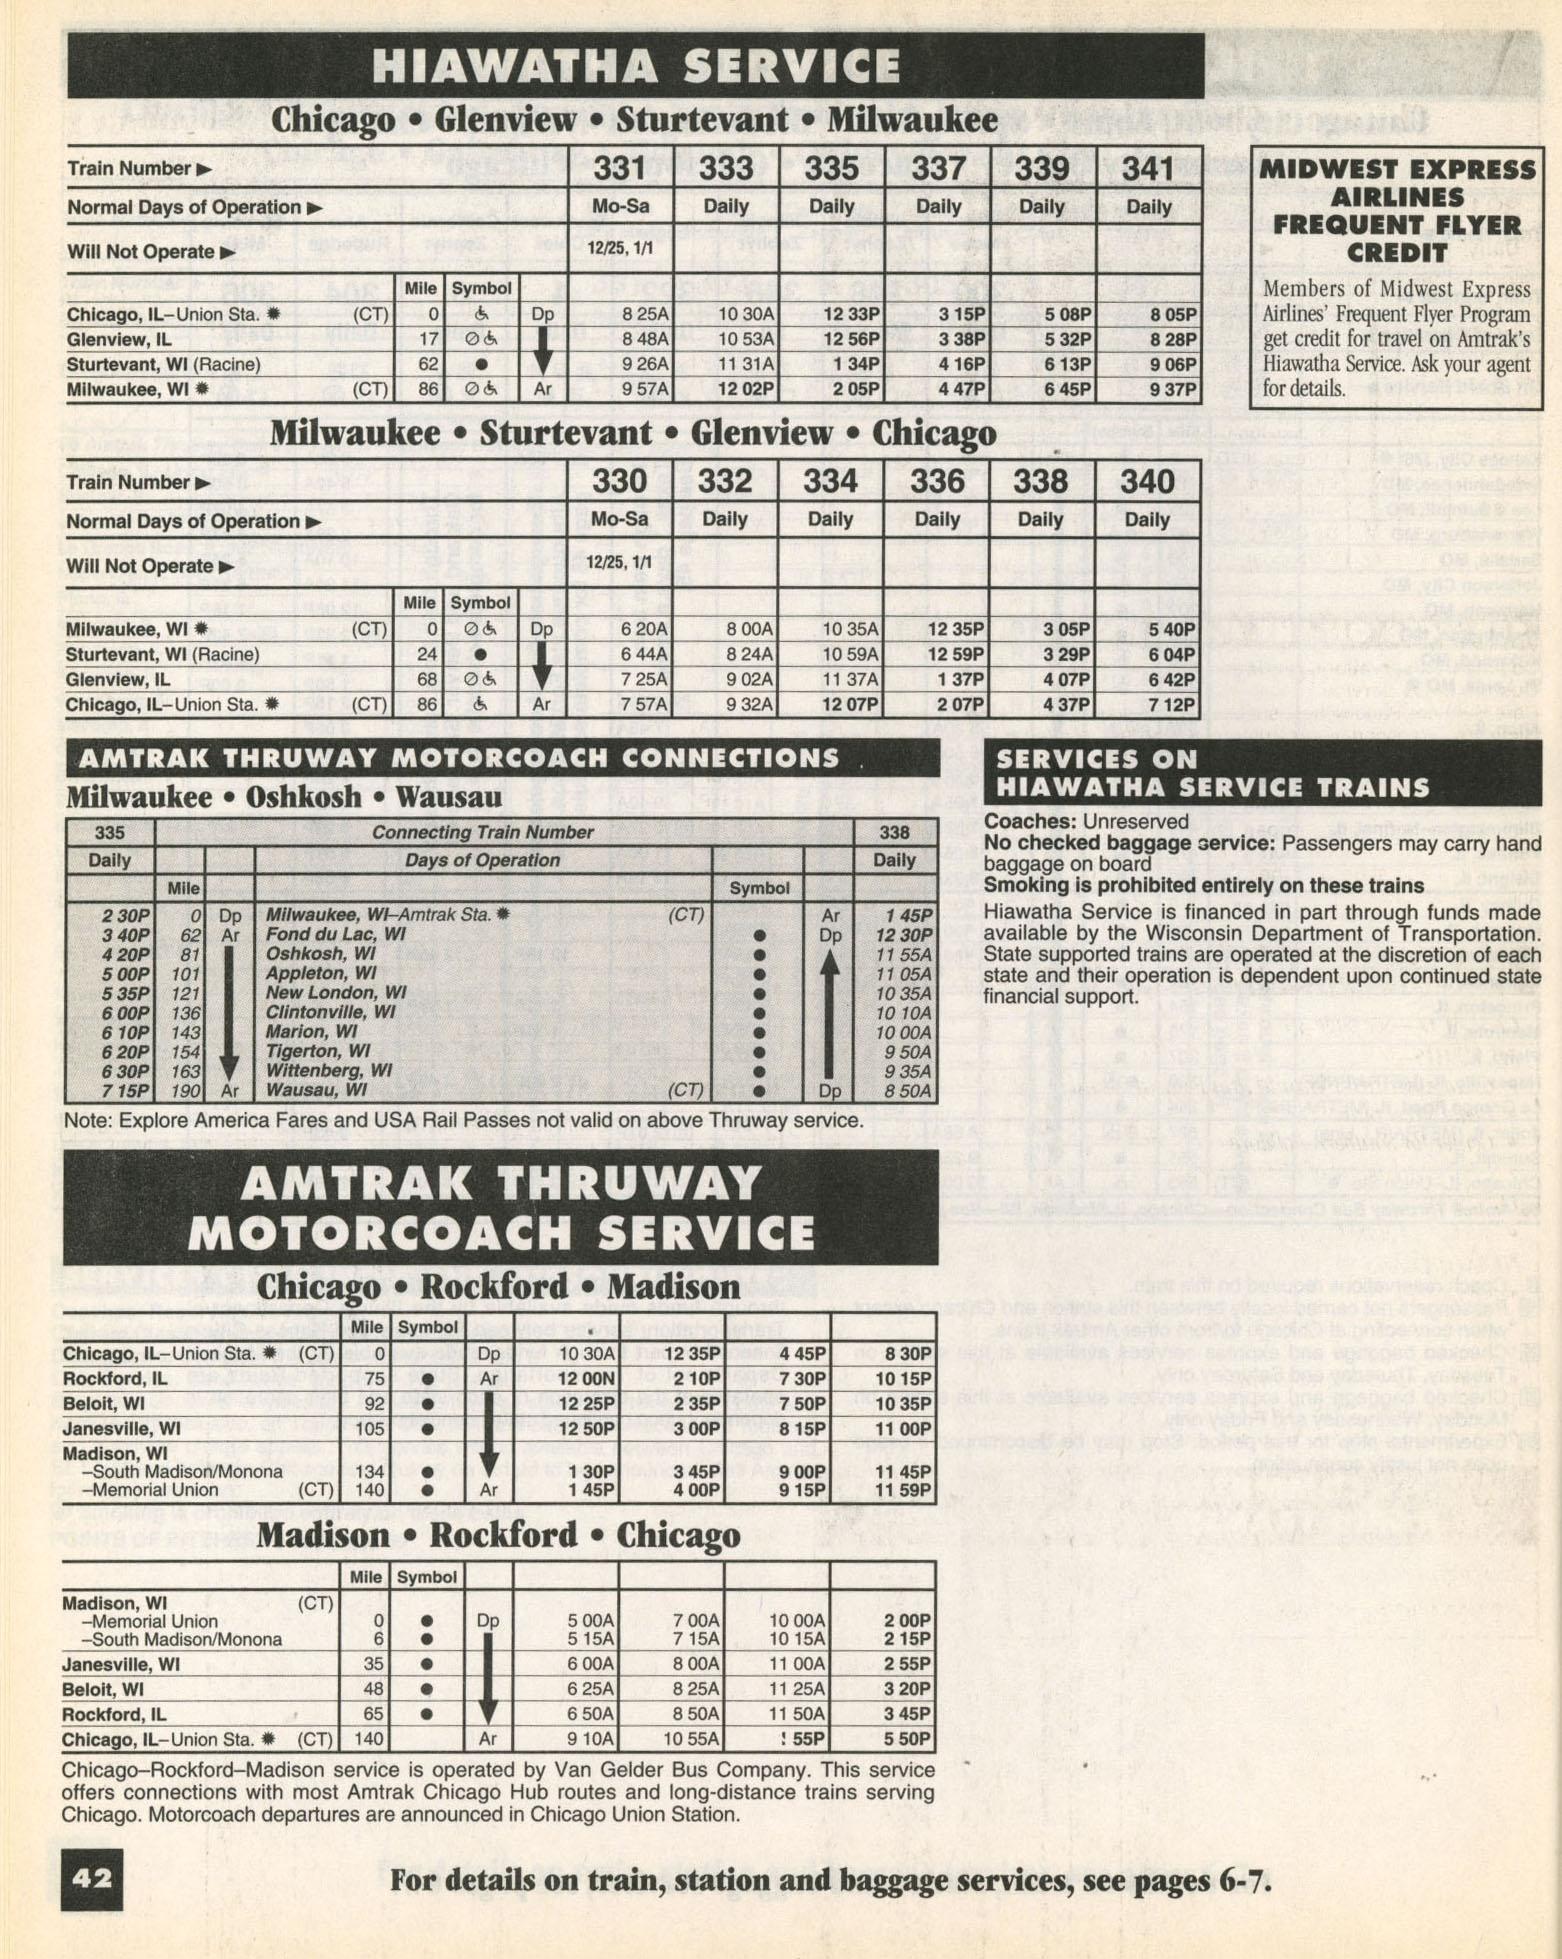 HIAWATHA SERVICE
Chicago • Glenview • Sturtevant • Milwaukee
Train Number ► 331 333 335 337 339 341
Normal Days of Operation ► Mo-Sa Daily Daily Daily Daily Daily
Will Not Operate ► 12/25, 1/1
Mile Symbol
Chicago, IL–Union Sta. ✹ (CT) 0 ♿ Dp 8 25A 10 30A 12 33P 3 15P 5 08P 8 05P
Glenview, IL 17 ⊘♿ 8 48A 10 53A 12 56P 3 38P 5 32P 8 28P
Sturtevant, WI (Racine) 62 ● 9 26A 11 31A 1 34P 4 16P 6 13P 9 06P
Milwaukee, WI ✹ (CT) 86 ⊘♿ Ar 9 57A 12 02P 2 05P 4 47P 6 45P 9 37P
MIDWEST EXPRESS
AIRLINES
FREQUENT FLYER
CREDIT
Members of Midwest Express
Airlines' Frequent Flyer Program
get credit for travel on Amtrak's
Hiawatha Service. Ask your agent
for details.
Milwaukee • Sturtevant • Glenview • Chicago
Train Number ► 330 332 334 336 338 340
Normal Days of Operation ► Mo-Sa Daily Daily Daily Daily Daily
Will Not Operate ► 12/25, 1/1
Mile Symbol
Milwaukee, WI ✹ (CT) 0 ⊘♿ Dp 6 20A 8 00A 10 35A 12 35P 3 05P 5 40P
Sturtevant, WI (Racine) 24 ● 6 44A 8 24A 10 59A 12 59P 3 29P 6 04P
Glenview, IL 68 ⊘♿ 7 25A 9 02A 11 37A 1 37P 4 07P 6 42P
Chicago, IL–Union Sta. ✹ (CT) 86 ♿ Ar 7 57A 9 32A 12 07P 2 07P 4 37P 7 12P
AMTRAK THRUWAY MOTORCOACH CONNECTIONS
Milwaukee • Oshkosh • Wausau
335 Connecting Train Number 338
Daily Days of Operation Daily
Mile Symbol
2 30P 0 Dp Milwaukee, WI–Amtrak Sta. ✹ (CT) Ar 1 45P
3 40P 62 Ar Fond du Lac, WI ● Dp 12 30P
4 20P 81 Oshkosh, WI ● 11 55A
5 00P 101 Appleton, WI ● 11 05A
5 35P 121 New London, WI ● 10 35A
6 00P 136 Clintonville, WI ● 10 10A
6 10P 143 Marion, WI ● 10 00A
6 20P 154 Tigerton, WI ● 9 50A
6 30P 163 Wittenberg, WI ● 9 35A
7 15P 190 Ar Wausau, WI (CT) ● Dp 8 50A
Note: Explore America Fares and USA Rail Passes not valid on above Thruway service.
SERVICES ON
HIAWATHA SERVICE TRAINS
Coaches: Unreserved
No checked baggage service: Passengers may carry hand
baggage on board
Smoking is prohibited entirely on these trains
Hiawatha Service is financed in part through funds made
available by the Wisconsin Department of Transportation.
State supported trains are operated at the discretion of each
state and their operation is dependent upon continued state
financial support.
AMTRAK THRUWAY
MOTORCOACH SERVICE
Chicago • Rockford • Madison
Mile Symbol
Chicago, IL–Union Sta. ✹ (CT) 0 Dp 10 30A 12 35P 4 45P 8 30P
Rockford, IL 75 ● Ar 12 00N 2 10P 7 30P 10 15P
Beloit, WI 92 ● 12 25P 2 35P 7 50P 10 35P
Janesville, WI 105 ● 12 50P 3 00P 8 15P 11 00P
Madison, WI
–South Madison/Monona 134 ● 1 30P 3 45P 9 00P 11 45P
–Memorial Union (CT) 140 ● Ar 1 45P 4 00P 9 15P 11 59P
Madison • Rockford • Chicago
Mile Symbol
Madison, WI (CT)
–Memorial Union 0 ● Dp 5 00A 7 00A 10 00A 2 00P
–South Madison/Monona 6 ● 5 15A 7 15A 10 15A 2 15P
Janesville, WI 35 ● 6 00A 8 00A 11 00A 2 55P
Beloit, WI 48 ● 6 25A 8 25A 11 25A 3 20P
Rockford, IL 65 ● 6 50A 8 50A 11 50A 3 45P
Chicago, IL–Union Sta. ✹ (CT) 140 Ar 9 10A 10 55A 55P 5 50P
Chicago–Rockford–Madison service is operated by Van Gelder Bus Company. This service
offers connections with most Amtrak Chicago Hub routes and long-distance trains serving
Chicago. Motorcoach departures are announced in Chicago Union Station.
42
For details on train, station and baggage services, see pages 6-7.